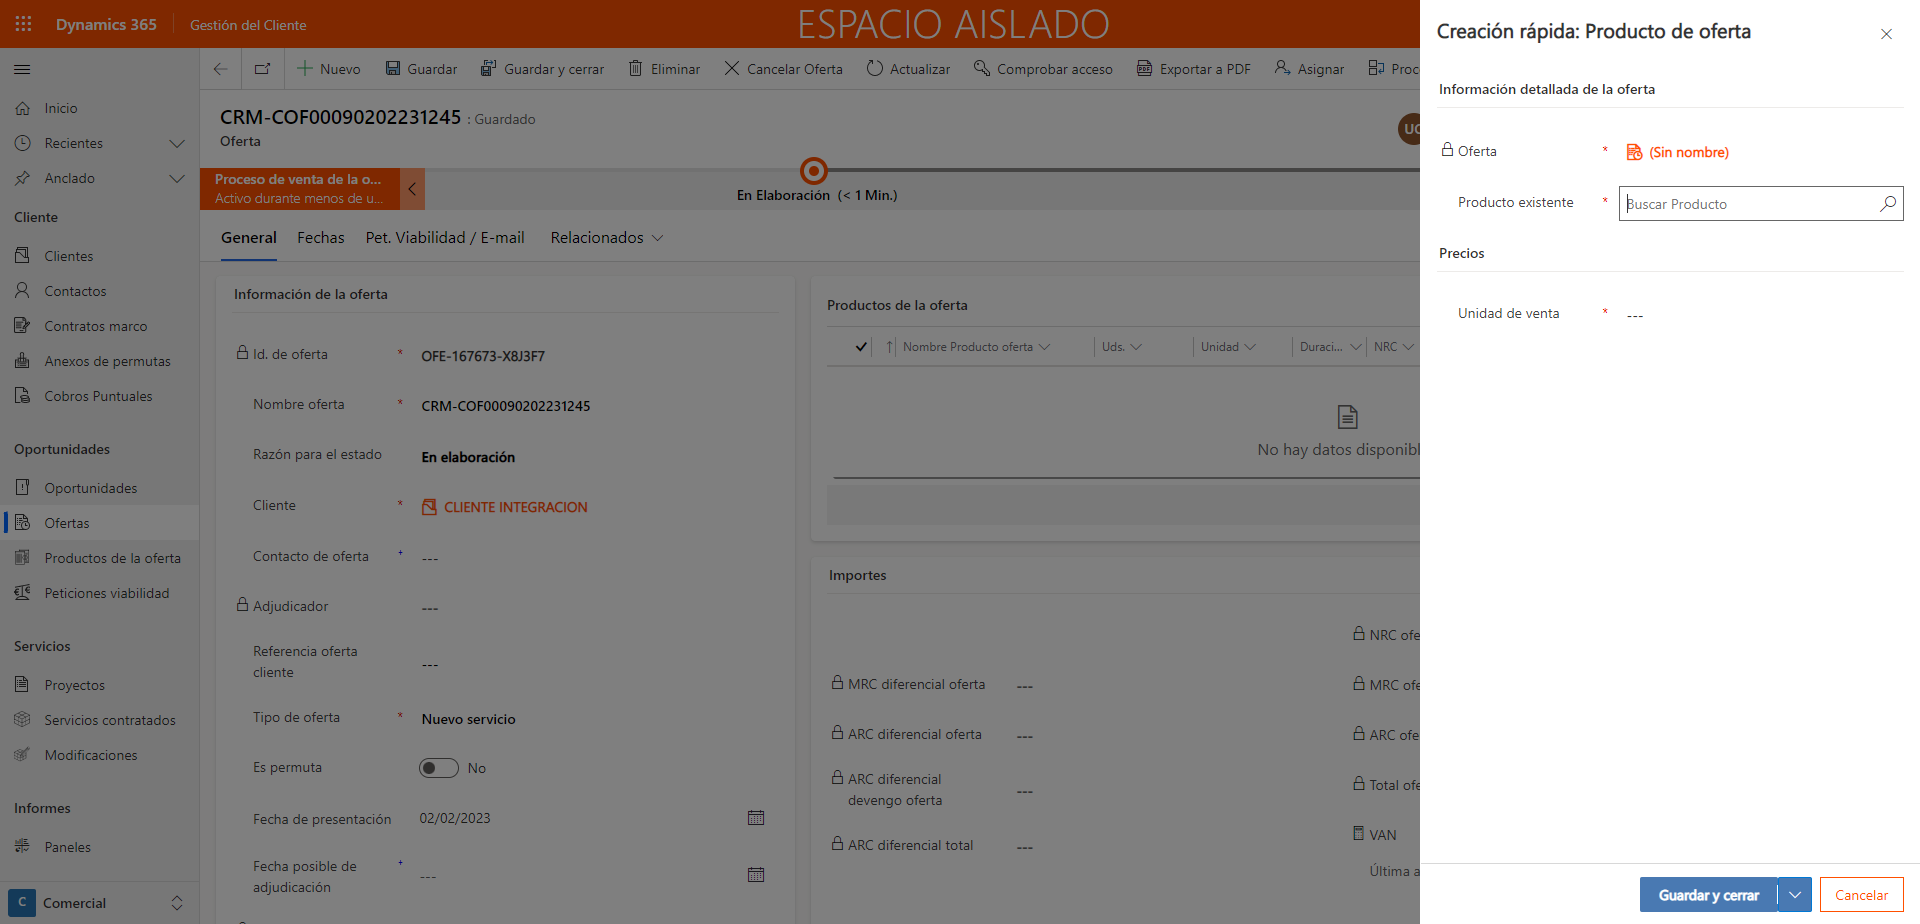 Dynamics 365
Gestión del Cliente
ESPACIO AISLADO
Nuevo
Guardar
Guardar y cerrar
Eliminar
Cancelar Oferta
Actualizar
Comprobar acceso
Exportar a PDF
Asignar
Proc
Inicio
Recientes
Anclado
Cliente
Clientes
Contactos
Contratos marco
Anexos de permutas
Cobros Puntuales
Oportunidades
Oportunidades
Ofertas
Productos de la oferta
Peticiones viabilidad
Servicios
Proyectos
Servicios contratados
Modificaciones
Informes
Paneles
C Comercial
CRM-COF00090202231245 : Guardado
Oferta
UC
Proceso de venta de la o...
Activo durante menos de u...
En Elaboración (< 1 Min.)
General
Fechas
Pet. Viabilidad / E-mail
Relacionados
Información de la oferta
Id. de oferta * OFE-167673-X8J3F7
Nombre oferta * CRM-COF00090202231245
Razón para el estado En elaboración
Cliente * CLIENTE INTEGRACION
Contacto de oferta + ---
Adjudicador ---
Referencia oferta
cliente ---
Tipo de oferta * Nuevo servicio
Es permuta No
Fecha de presentación 02/02/2023
Fecha posible de
adjudicación + ---
Productos de la oferta
Nombre Producto oferta Uds. Unidad Duraci... NRC
No hay datos disponibl
Importes
NRC ofe
MRC diferencial oferta --- MRC ofe
ARC diferencial oferta --- ARC ofe
ARC diferencial
devengo oferta --- Total ofe
VAN
ARC diferencial total ---
Última a
Creación rápida: Producto de oferta
Información detallada de la oferta
Oferta * (Sin nombre)
Producto existente * Buscar Producto
Precios
Unidad de venta * ---
Guardar y cerrar
Cancelar